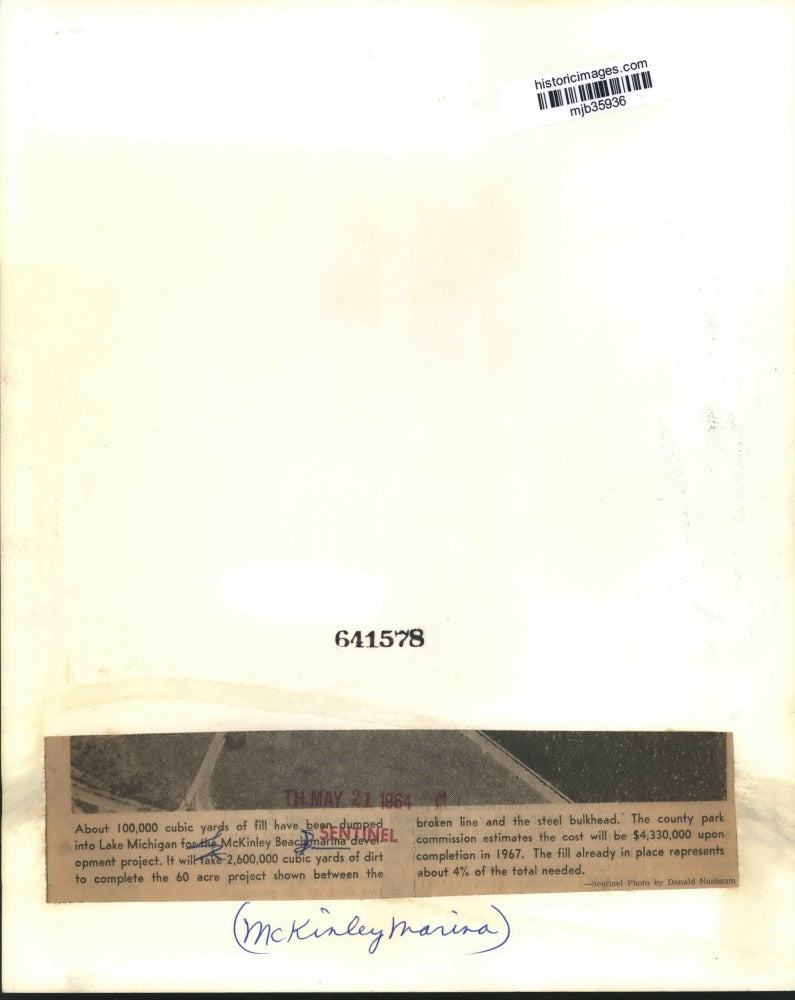 historicimages.com
mjb35936
641578
TH. MAY 21 1964
SENTINEL
About 100,000 cubic yards of fill have been dumped
into Lake Michigan for the McKinley Beach marina devel
opment project. It will take 2,600,000 cubic yards of dirt
to complete the 60 acre project shown between the
broken line and the steel bulkhead. The county park
commission estimates the cost will be $4,330,000 upon
completion in 1967. The fill already in place represents
about 4% of the total needed.
—Sentinel Photo by Donald Nusbaum
(McKinley Marina)